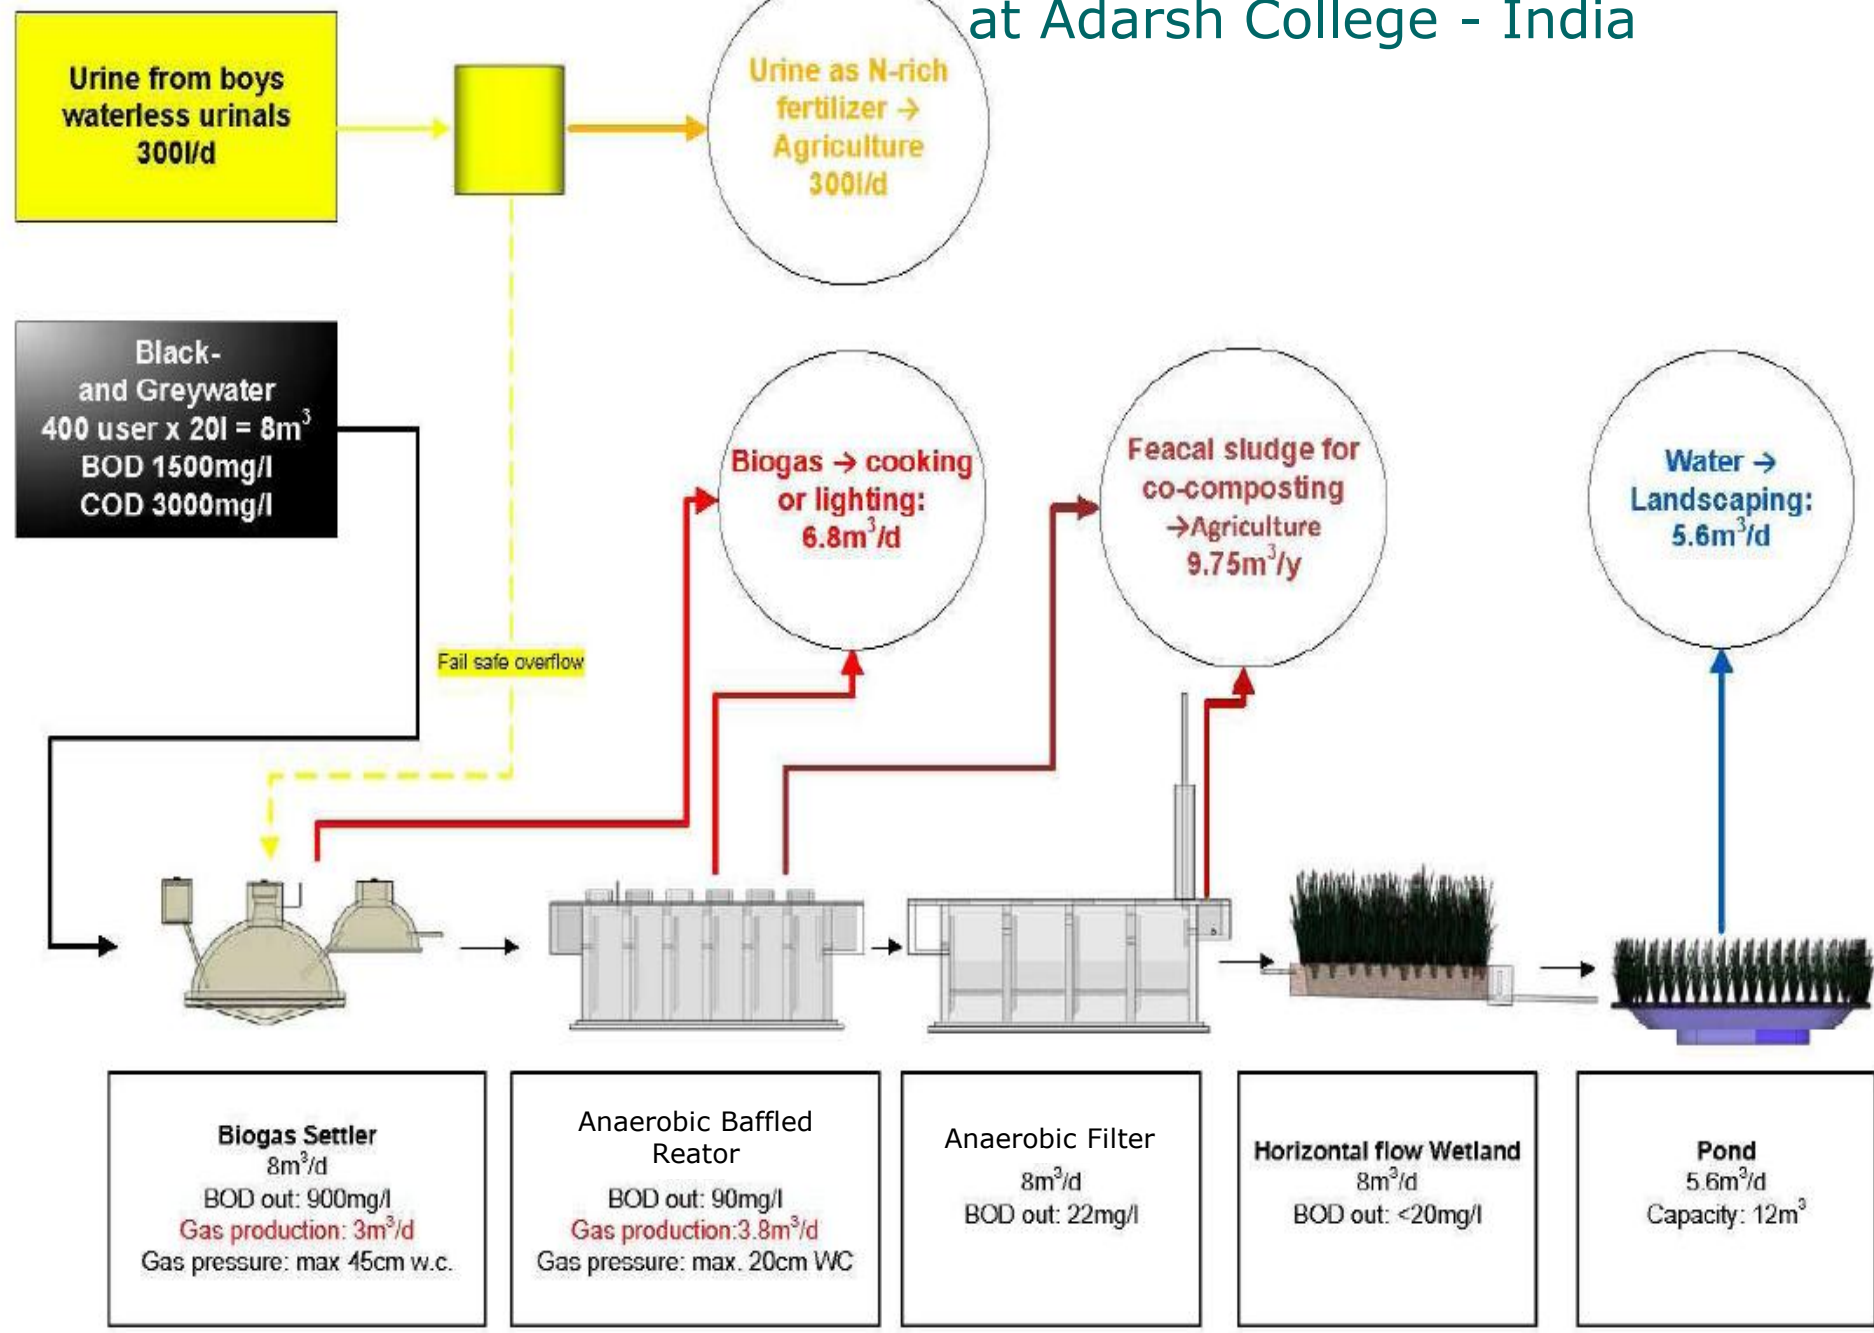 at Adarsh College - India
Urine from boys
waterless urinals
300l/d
Urine as N-rich
fertilizer →
Agriculture
300l/d
Black-
and Greywater
400 user x 20l = 8m³
BOD 1500mg/l
COD 3000mg/l
Biogas → cooking
or lighting:
6.8m³/d
Feacal sludge for
co-composting
→Agriculture
9.75m³/y
Water →
Landscaping:
5.6m³/d
Fail safe overflow
Biogas Settler
8m³/d
BOD out: 900mg/l
Gas production: 3m³/d
Gas pressure: max 45cm w.c.
Anaerobic Baffled
Reator
BOD out: 90mg/l
Gas production:3.8m³/d
Gas pressure: max. 20cm WC
Anaerobic Filter
8m³/d
BOD out: 22mg/l
Horizontal flow Wetland
8m³/d
BOD out: <20mg/l
Pond
5.6m³/d
Capacity: 12m³